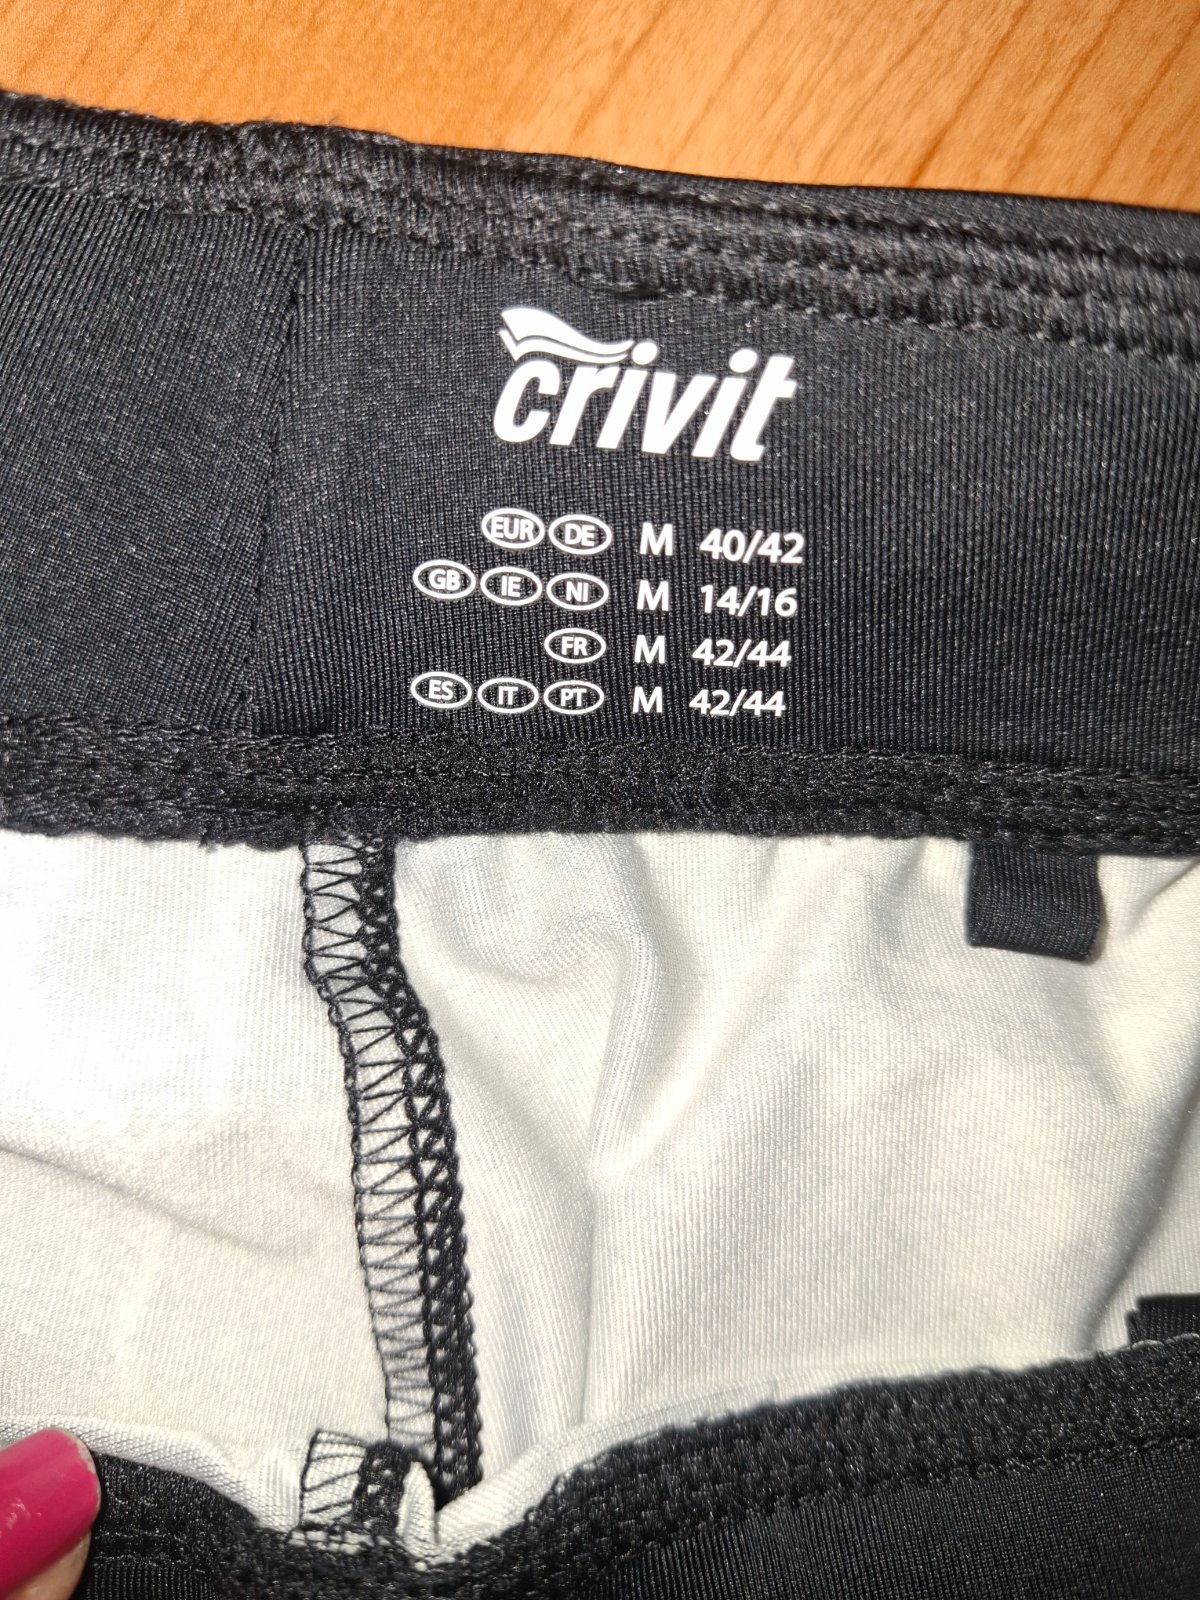 crivit
EUR DE M 40/42
GB IE NI M 14/16
FR M 42/44
ES IT PT M 42/44